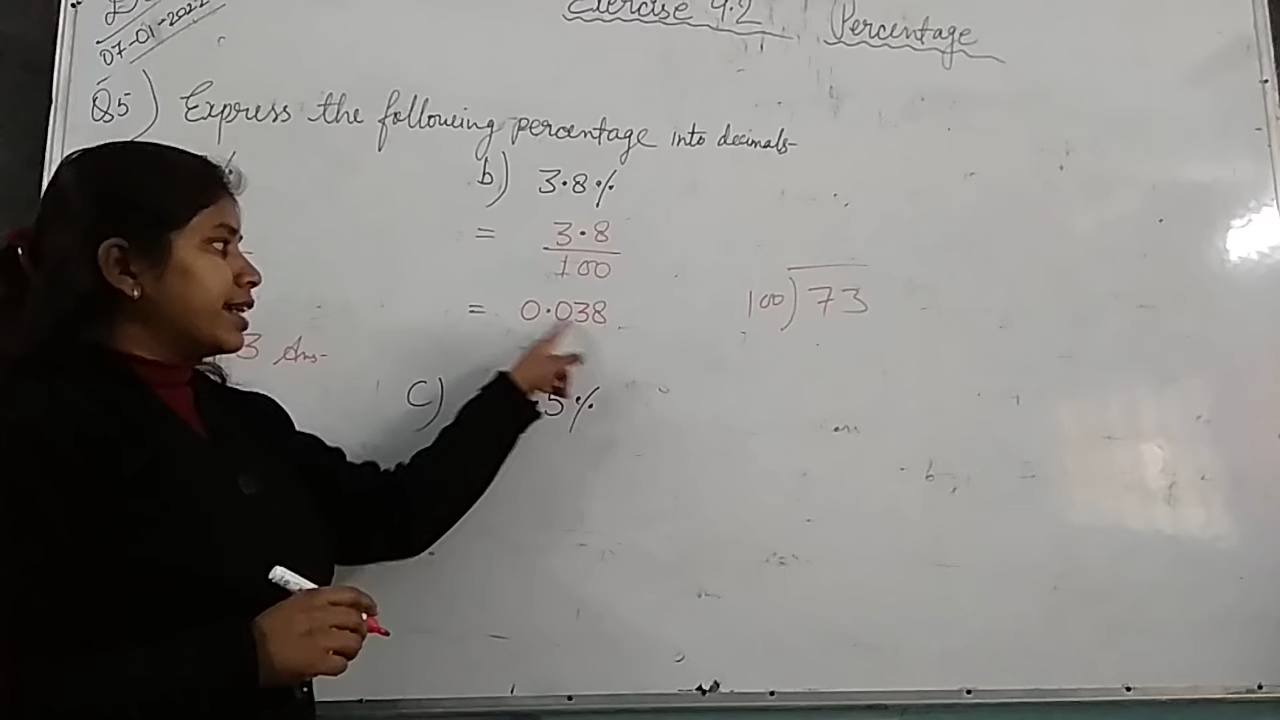 07-01-2022
Exercise 9.2 Percentage
Q5) Express the following percentage into decimals-
b) 3.8%
= 3.8
100
= 0.038
3 Ans-
100)73
c) 5%